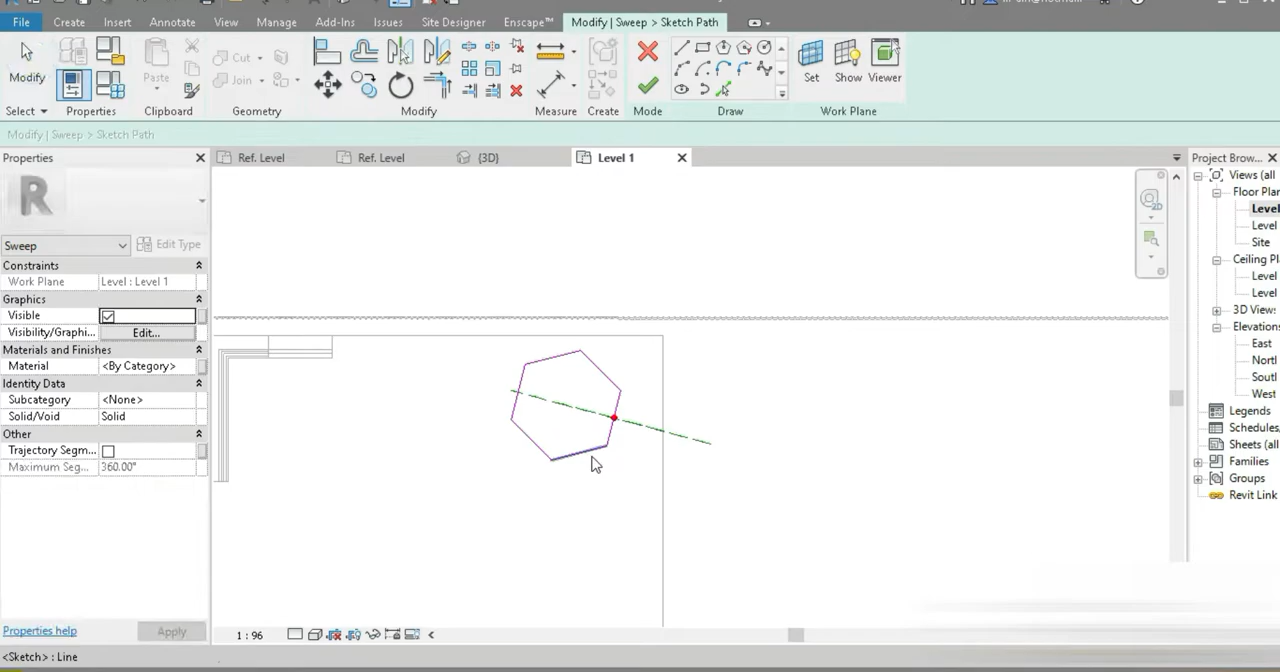 File Create Insert Annotate View Manage Add-Ins Issues Site Designer Enscape™ Modify | Sweep > Sketch Path
Modify
Paste
Cut
Join
Set Show Viewer
Select Properties Clipboard Geometry Modify Measure Create Mode Draw Work Plane
Modify | Sweep > Sketch Path
Properties
Ref. Level
Ref. Level
{3D}
Level 1
Project Brow...
R
Views (all
Floor Plan
Level
Level
Site
Ceiling Pl
Level
Level
3D View:
Elevations
East
Nortl
Soutl
West
Legends
Schedules,
Sheets (all
Families
Groups
Revit Link
2D
Sweep
Edit Type
Constraints
Work Plane Level : Level 1
Graphics
Visible
Visibility/Graphi... Edit...
Materials and Finishes
Material <By Category>
Identity Data
Subcategory <None>
Solid/Void Solid
Other
Trajectory Segm...
Maximum Seg... 360.00°
Properties help
Apply
1 : 96
<Sketch> : Line